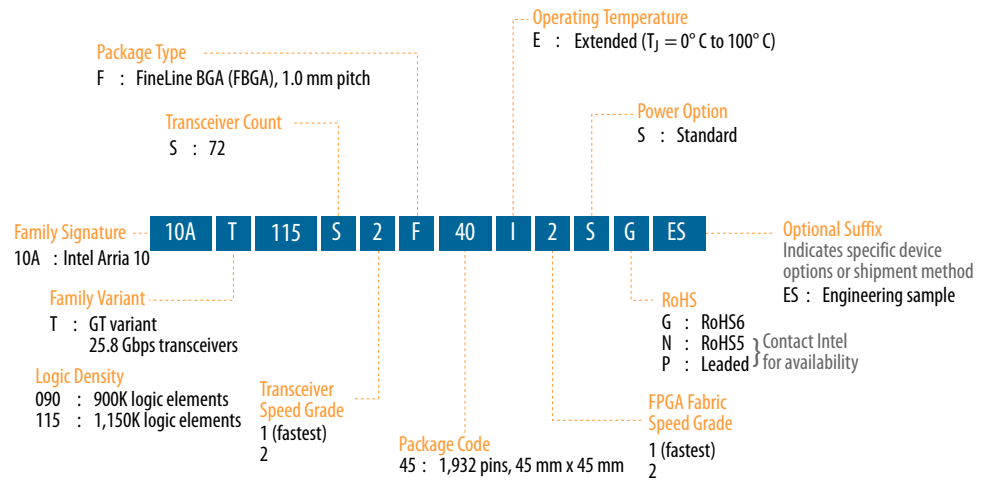 Operating Temperature
E : Extended (TJ = 0° C to 100° C)
Package Type
F : FineLine BGA (FBGA), 1.0 mm pitch
Power Option
S : Standard
Transceiver Count
S : 72
Family Signature
10A : Intel Arria 10
10A T 115 S 2 F 40 I 2 S G ES
Optional Suffix
Indicates specific device
options or shipment method
ES : Engineering sample
Family Variant
T : GT variant
25.8 Gbps transceivers
RoHS
G : RoHS6
N : RoHS5
P : Leaded
} Contact Intel
for availability
Logic Density
090 : 900K logic elements
115 : 1,150K logic elements
Transceiver
Speed Grade
1 (fastest)
2
Package Code
45 : 1,932 pins, 45 mm x 45 mm
FPGA Fabric
Speed Grade
1 (fastest)
2